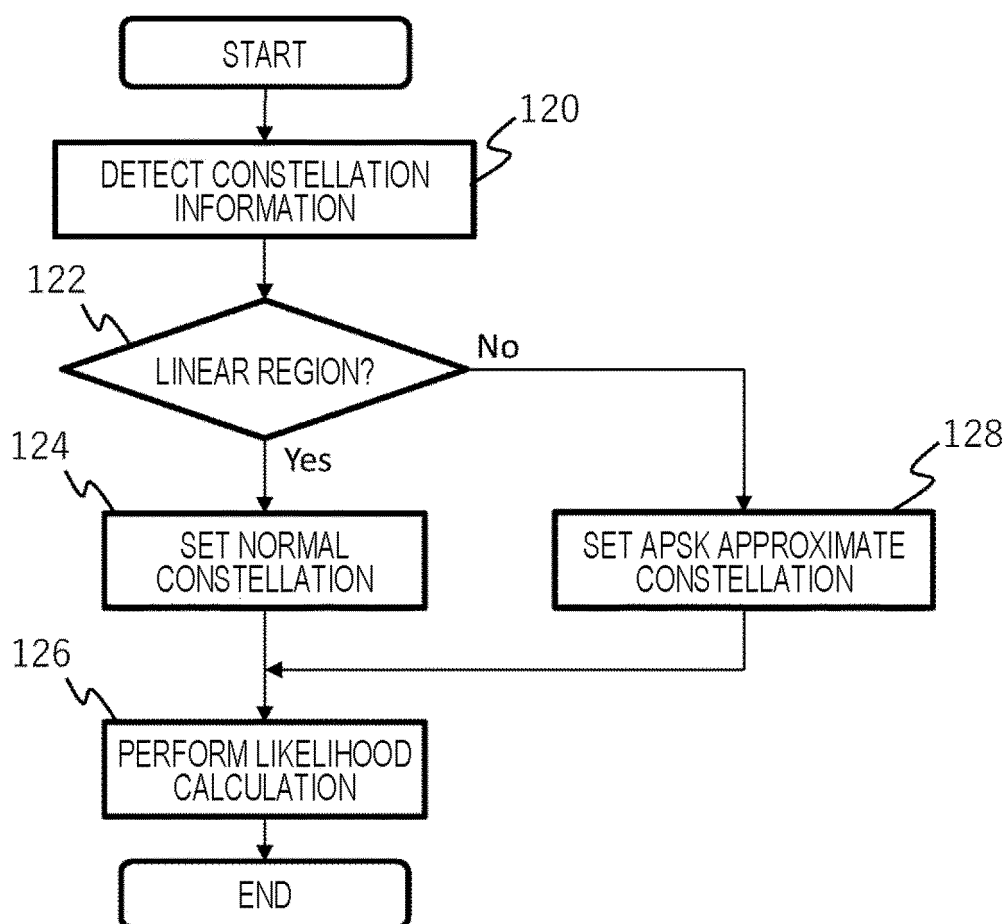 START
120
DETECT CONSTELLATION
INFORMATION
122
LINEAR REGION?
No
Yes
124
128
SET NORMAL
CONSTELLATION
SET APSK APPROXIMATE
CONSTELLATION
126
PERFORM LIKELIHOOD
CALCULATION
END